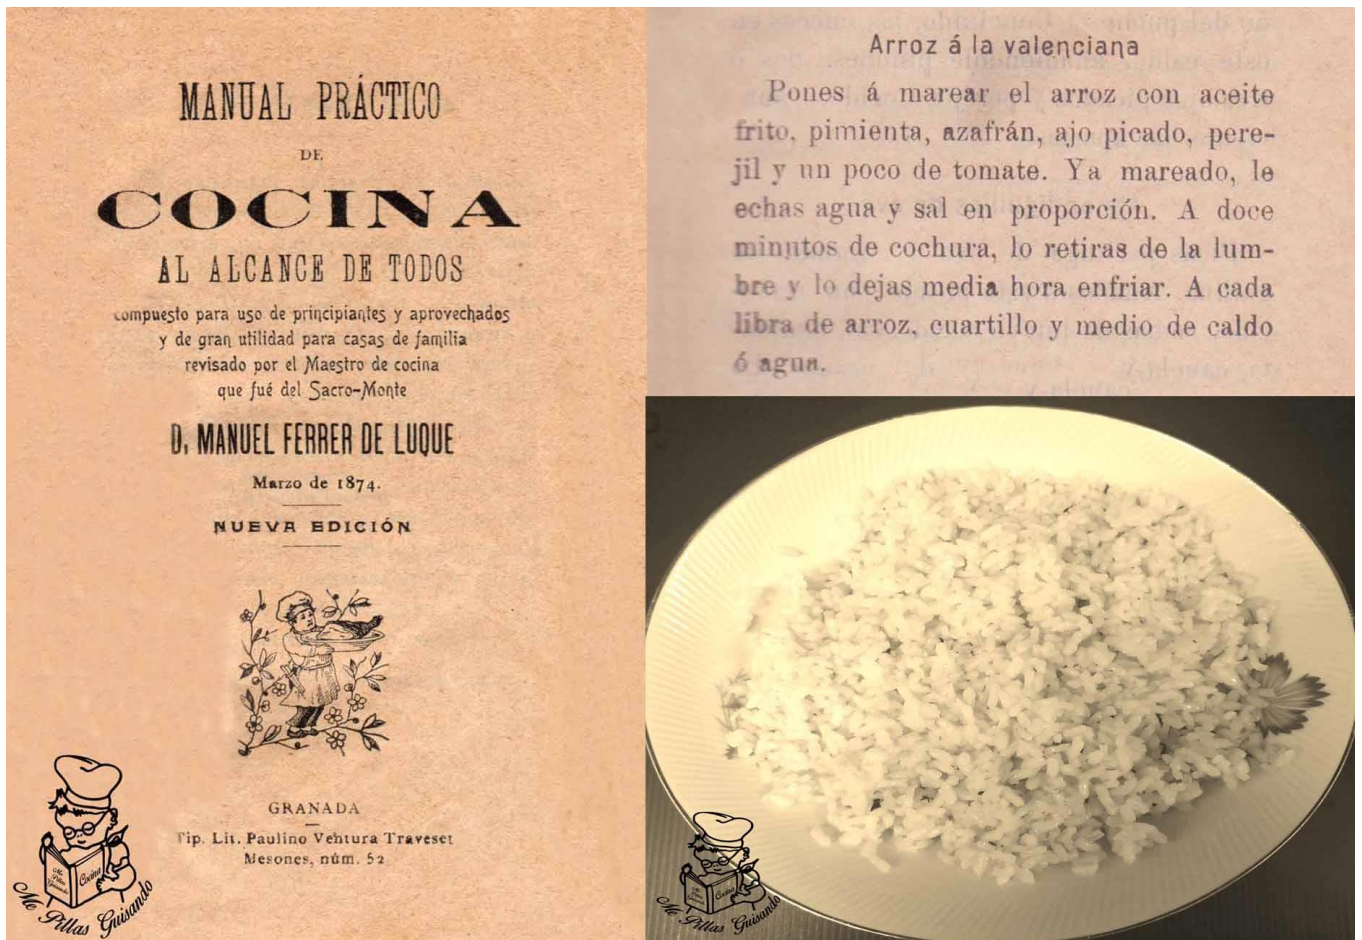 MANUAL PRÁCTICO
DE
COCINA
AL ALCANCE DE TODOS
compuesto para uso de principiantes y aprovechados
y de gran utilidad para casas de familia
revisado por el Maestro de cocina
que fué del Sacro-Monte
D. MANUEL FERRER DE LUQUE
Marzo de 1874.
NUEVA EDICIÓN
GRANADA
Tip. Lit. Paulino Ventura Traveset
Mesones, núm. 52
Me Pillas Guisando
Cocina
Me Pillas Guisando
Arroz á la valenciana
Pones á marear el arroz con aceite
frito, pimienta, azafrán, ajo picado, pere-
jil y un poco de tomate. Ya mareado, le
echas agua y sal en proporción. A doce
minutos de cochura, lo retiras de la lum-
bre y lo dejas media hora enfriar. A cada
libra de arroz, cuartillo y medio de caldo
ó agua.
Cocina
Me Pillas Guisando